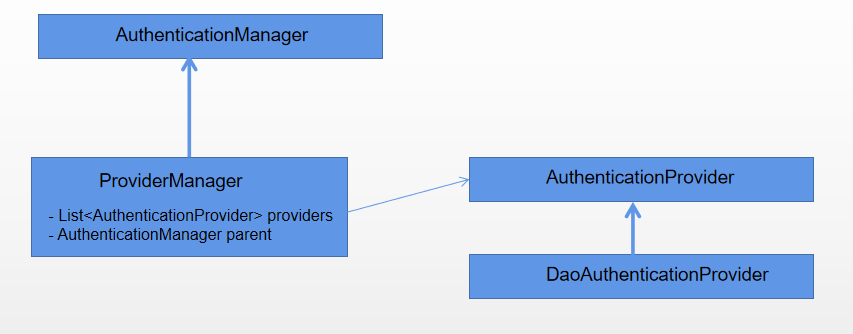 AuthenticationManager
ProviderManager
- List<AuthenticationProvider> providers
- AuthenticationManager parent
AuthenticationProvider
DaoAuthenticationProvider